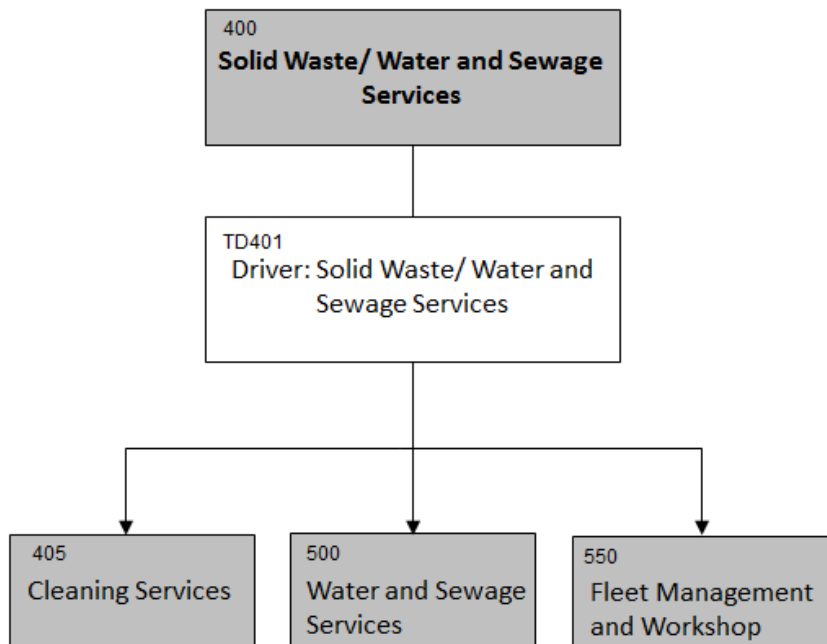 400
Solid Waste/ Water and Sewage
Services
TD401
Driver: Solid Waste/ Water and
Sewage Services
405
Cleaning Services
500
Water and Sewage
Services
550
Fleet Management
and Workshop